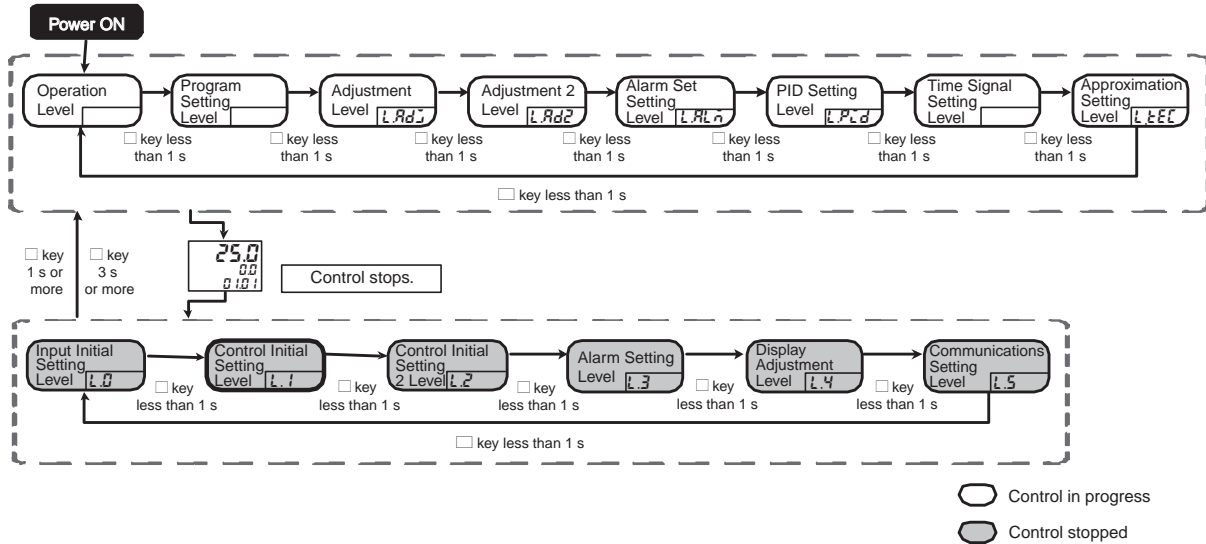 Power ON
Operation
Level
Program
Setting
Level
Adjustment
Level L.Adj
Adjustment 2
Level L.Ad2
Alarm Set
Setting
Level L.ALm
PID Setting
Level L.Pid
Time Signal
Setting
Level
Approximation
Setting
Level L.tEC
□ key less
than 1 s
□ key less
than 1 s
□ key less
than 1 s
□ key less
than 1 s
□ key less
than 1 s
□ key less
than 1 s
□ key less
than 1 s
□ key less than 1 s
□ key
1 s or
more
□ key
3 s
or more
25.0
0.0
01.01
Control stops.
Input Initial
Setting
Level L.0
Control Initial
Setting
Level L.1
Control Initial
Setting
2 Level L.2
Alarm Setting
Level L.3
Display
Adjustment
Level L.4
Communications
Setting
Level L.5
□ key
less than 1 s
□ key
less than 1 s
□ key
less than 1 s
□ key
less than 1 s
□ key
less than 1 s
□ key less than 1 s
Control in progress
Control stopped